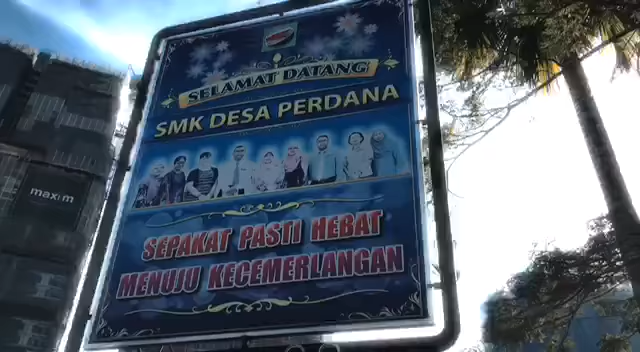 SELAMAT DATANG
SMK DESA PERDANA
SEPAKAT PASTI HEBAT
MENUJU KECEMERLANGAN
maxim